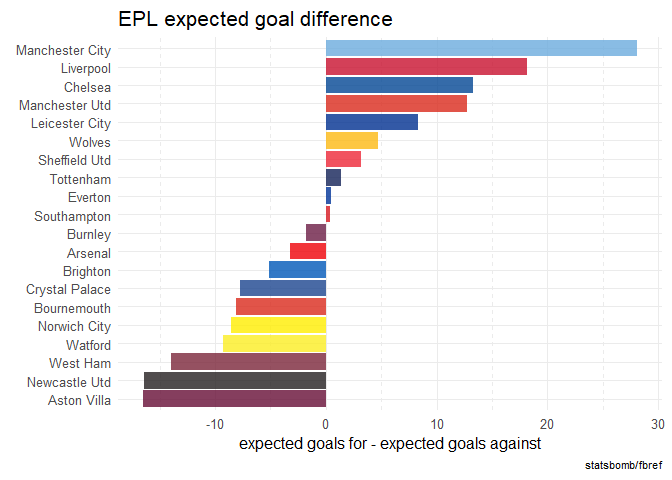 EPL expected goal difference
Manchester City
Liverpool
Chelsea
Manchester Utd
Leicester City
Wolves
Sheffield Utd
Tottenham
Everton
Southampton
Burnley
Arsenal
Brighton
Crystal Palace
Bournemouth
Norwich City
Watford
West Ham
Newcastle Utd
Aston Villa
-10 0 10 20 30
expected goals for - expected goals against
statsbomb/fbref